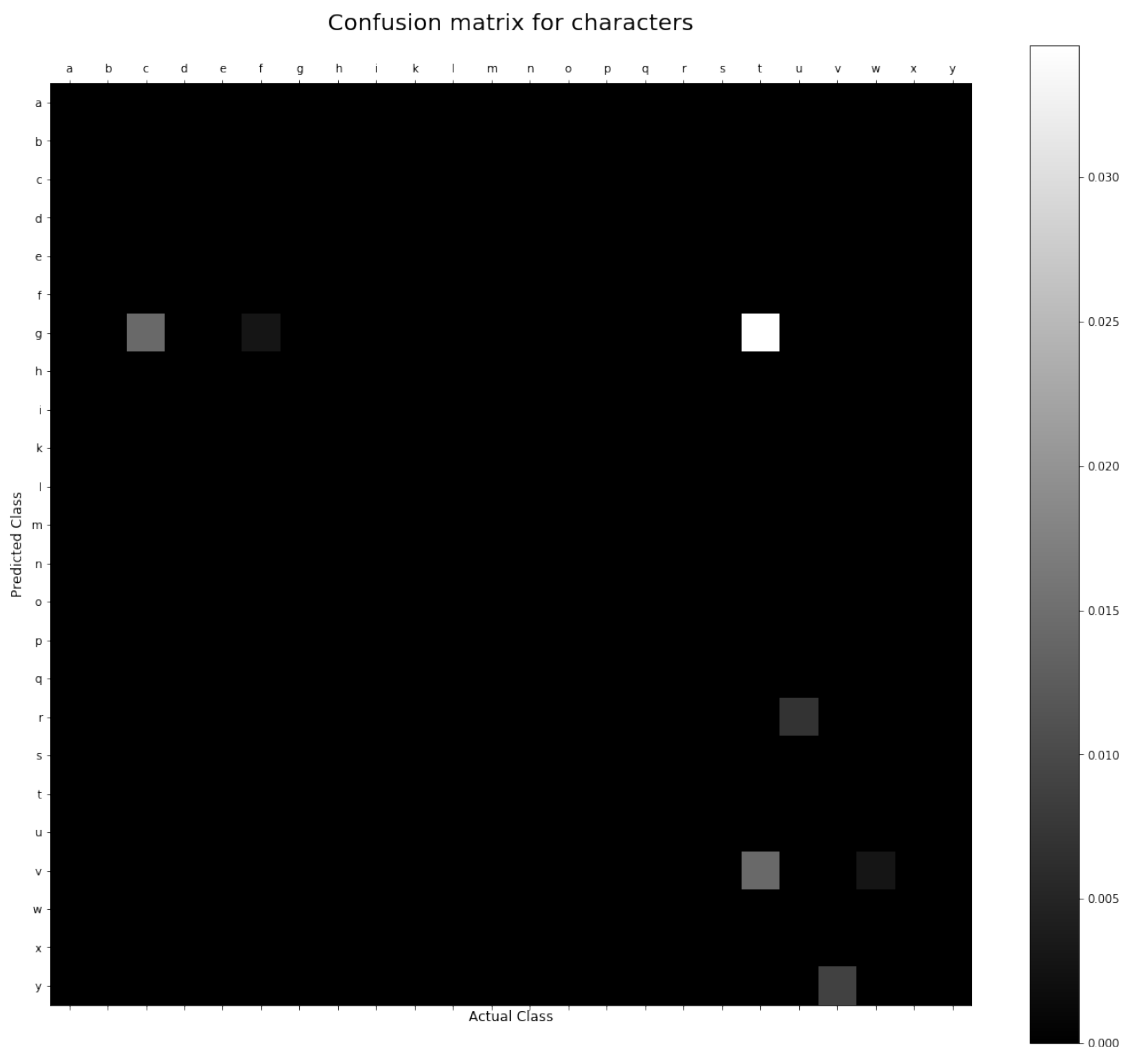 Confusion matrix for characters
a b c d e f g h i k l m n o p q r s t u v w x y
a
b
c
d
e
f
g
h
i
k
l
m
n
o
p
q
r
s
t
u
v
w
x
y
Predicted Class
Actual Class
0.030
0.025
0.020
0.015
0.010
0.005
0.000